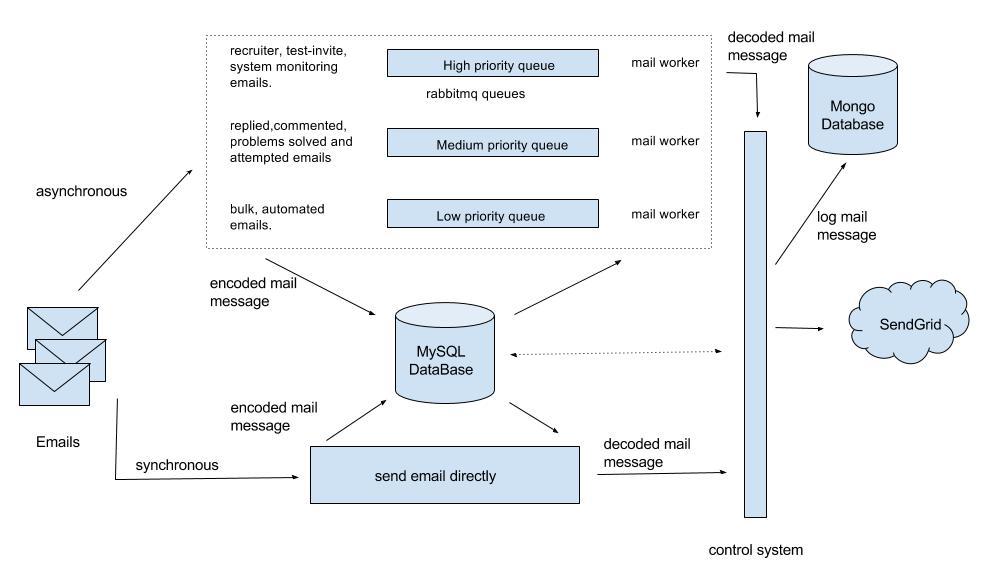 decoded mail
message
recruiter, test-invite,
system monitoring
emails.
High priority queue
mail worker
rabbitmq queues
Mongo
Database
replied,commented,
problems solved and
attempted emails
Medium priority queue
mail worker
asynchronous
bulk, automated
emails.
Low priority queue
mail worker
log mail
message
encoded mail
message
SendGrid
MySQL
DataBase
encoded mail
message
Emails
synchronous
send email directly
decoded mail
message
control system